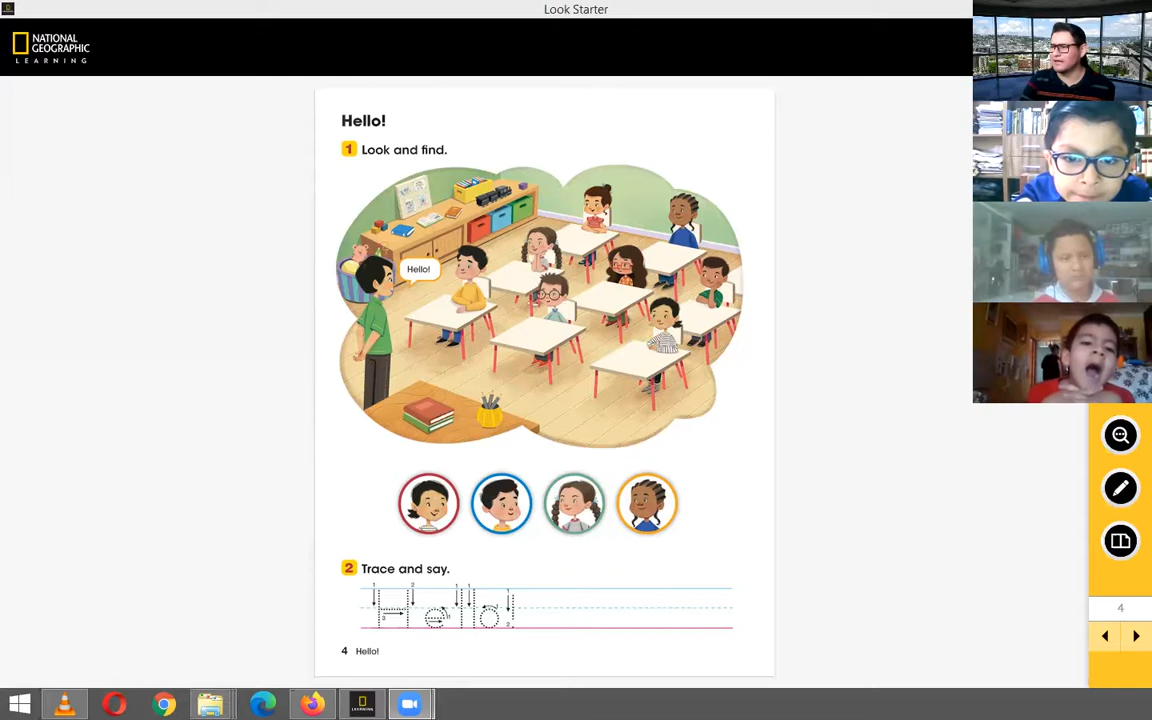 Look Starter
NATIONAL
GEOGRAPHIC
LEARNING
Hello!
1 Look and find.
Hello!
2 Trace and say.
Hello!
4 Hello!
4